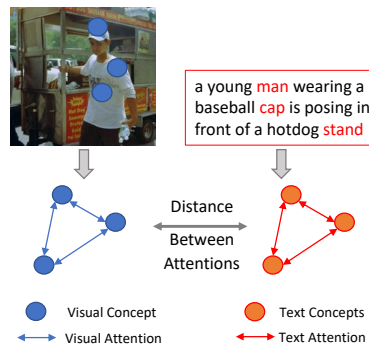 a young man wearing a
baseball cap is posing in
front of a hotdog stand
Distance
Between
Attentions
Visual Concept
Text Concepts
Visual Attention
Text Attention